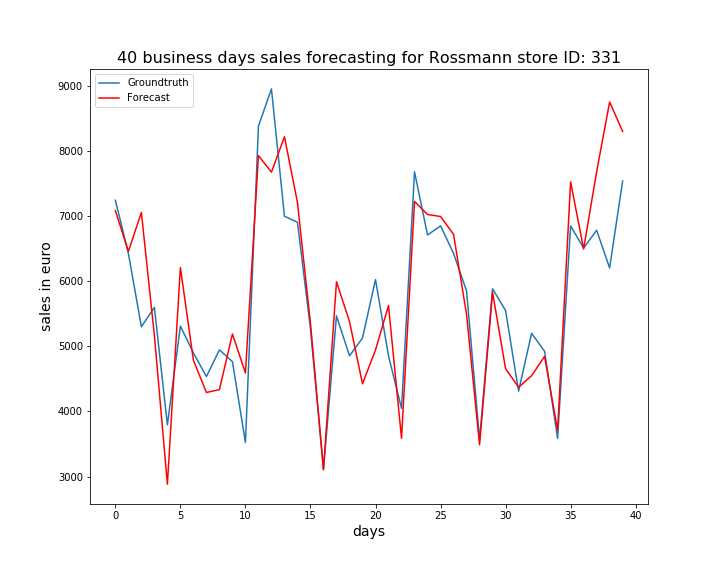 40 business days sales forecasting for Rossmann store ID: 331
Groundtruth
Forecast
9000
8000
7000
6000
5000
4000
3000
sales in euro
0 5 10 15 20 25 30 35 40
days